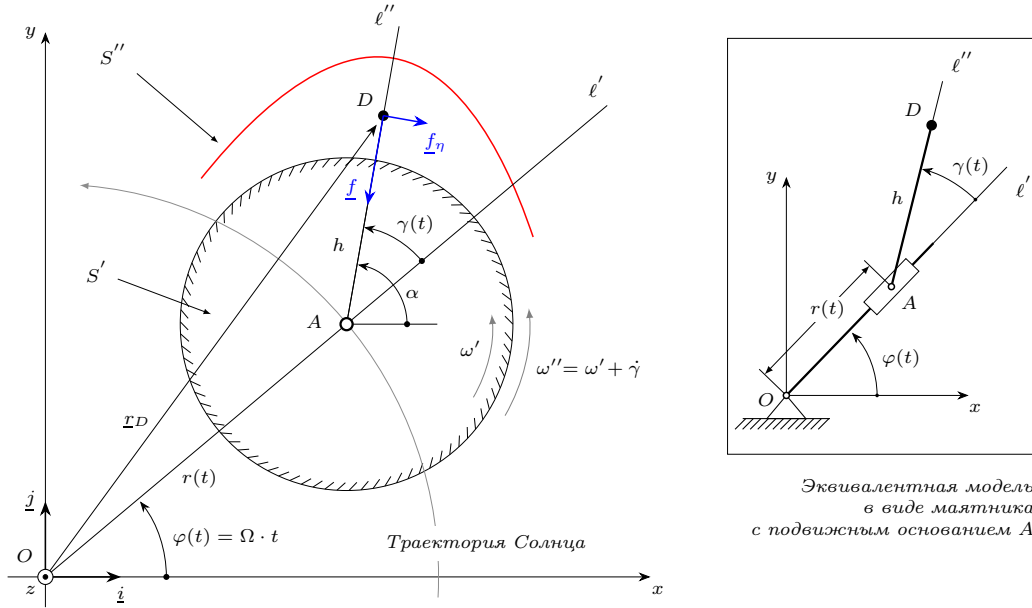 y
ℓ′′
S′′
D
ℓ′
f_η
f
γ(t)
h
S′
α
A
ω′
ω′′= ω′ + γ̇
r_D
r(t)
j
φ(t) = Ω · t
O
Траектория Солнца
z
i
x
ℓ′′
D
γ(t)
y
ℓ′
h
A
r(t)
φ(t)
O
x
Эквивалентная модель
в виде маятника
с подвижным основанием A